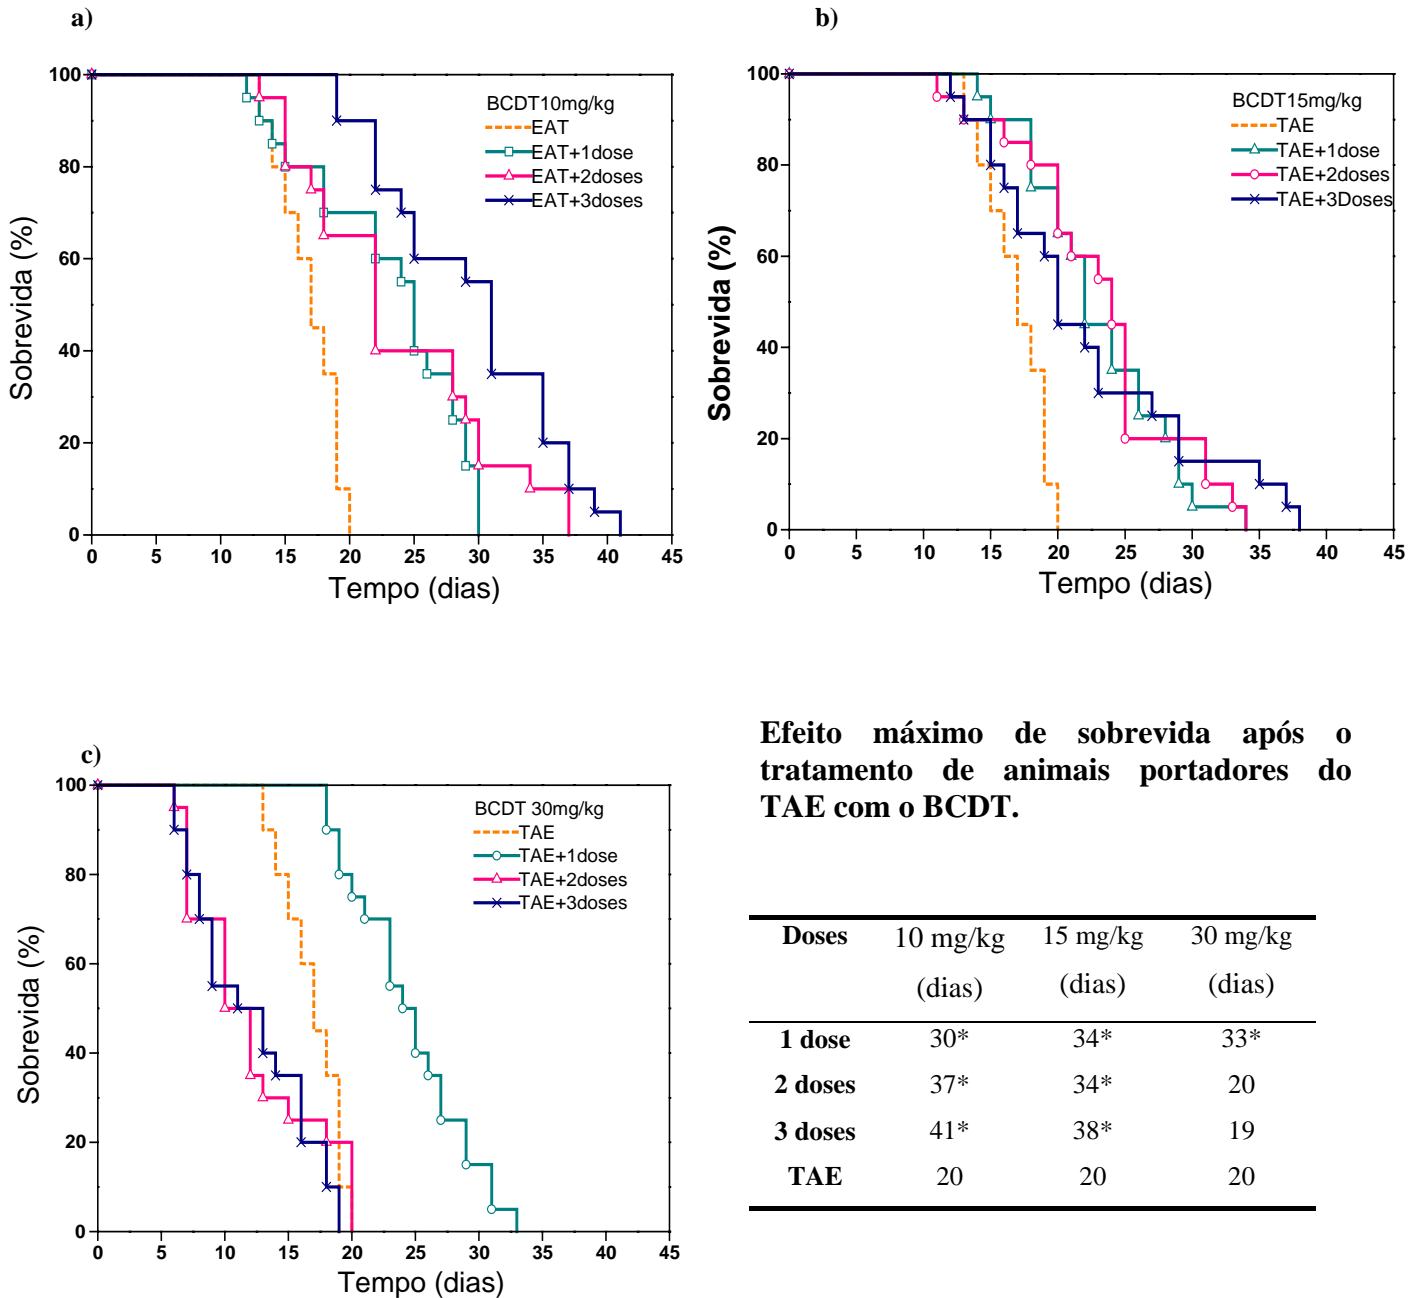 a)
100
80
60
40
20
0
Sobrevida (%)
BCDT10mg/kg
EAT
EAT+1dose
EAT+2doses
EAT+3doses
0 5 10 15 20 25 30 35 40 45
Tempo (dias)
b)
100
80
60
40
20
0
Sobrevida (%)
BCDT15mg/kg
TAE
TAE+1dose
TAE+2doses
TAE+3Doses
0 5 10 15 20 25 30 35 40 45
Tempo (dias)
c)
100
80
60
40
20
0
Sobrevida (%)
BCDT 30mg/kg
TAE
TAE+1dose
TAE+2doses
TAE+3doses
0 5 10 15 20 25 30 35 40 45
Tempo (dias)
Efeito máximo de sobrevida após o
tratamento de animais portadores do
TAE com o BCDT.
Doses 10 mg/kg 15 mg/kg 30 mg/kg
(dias) (dias) (dias)
1 dose 30* 34* 33*
2 doses 37* 34* 20
3 doses 41* 38* 19
TAE 20 20 20